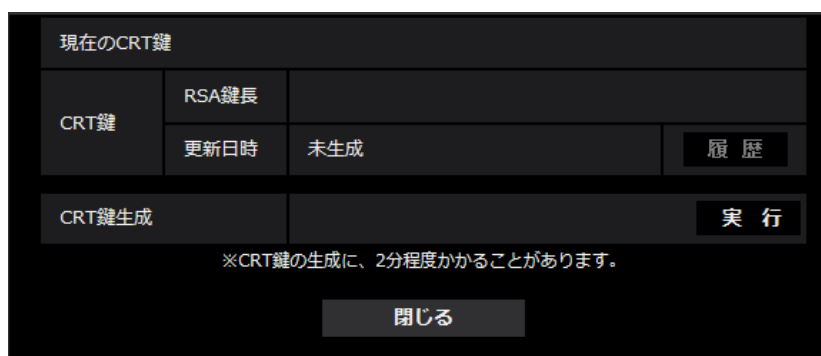 現在のCRT鍵
CRT鍵
RSA鍵長
更新日時 未生成 履 歴
CRT鍵生成 実 行
※CRT鍵の生成に、2分程度かかることがあります。
閉じる